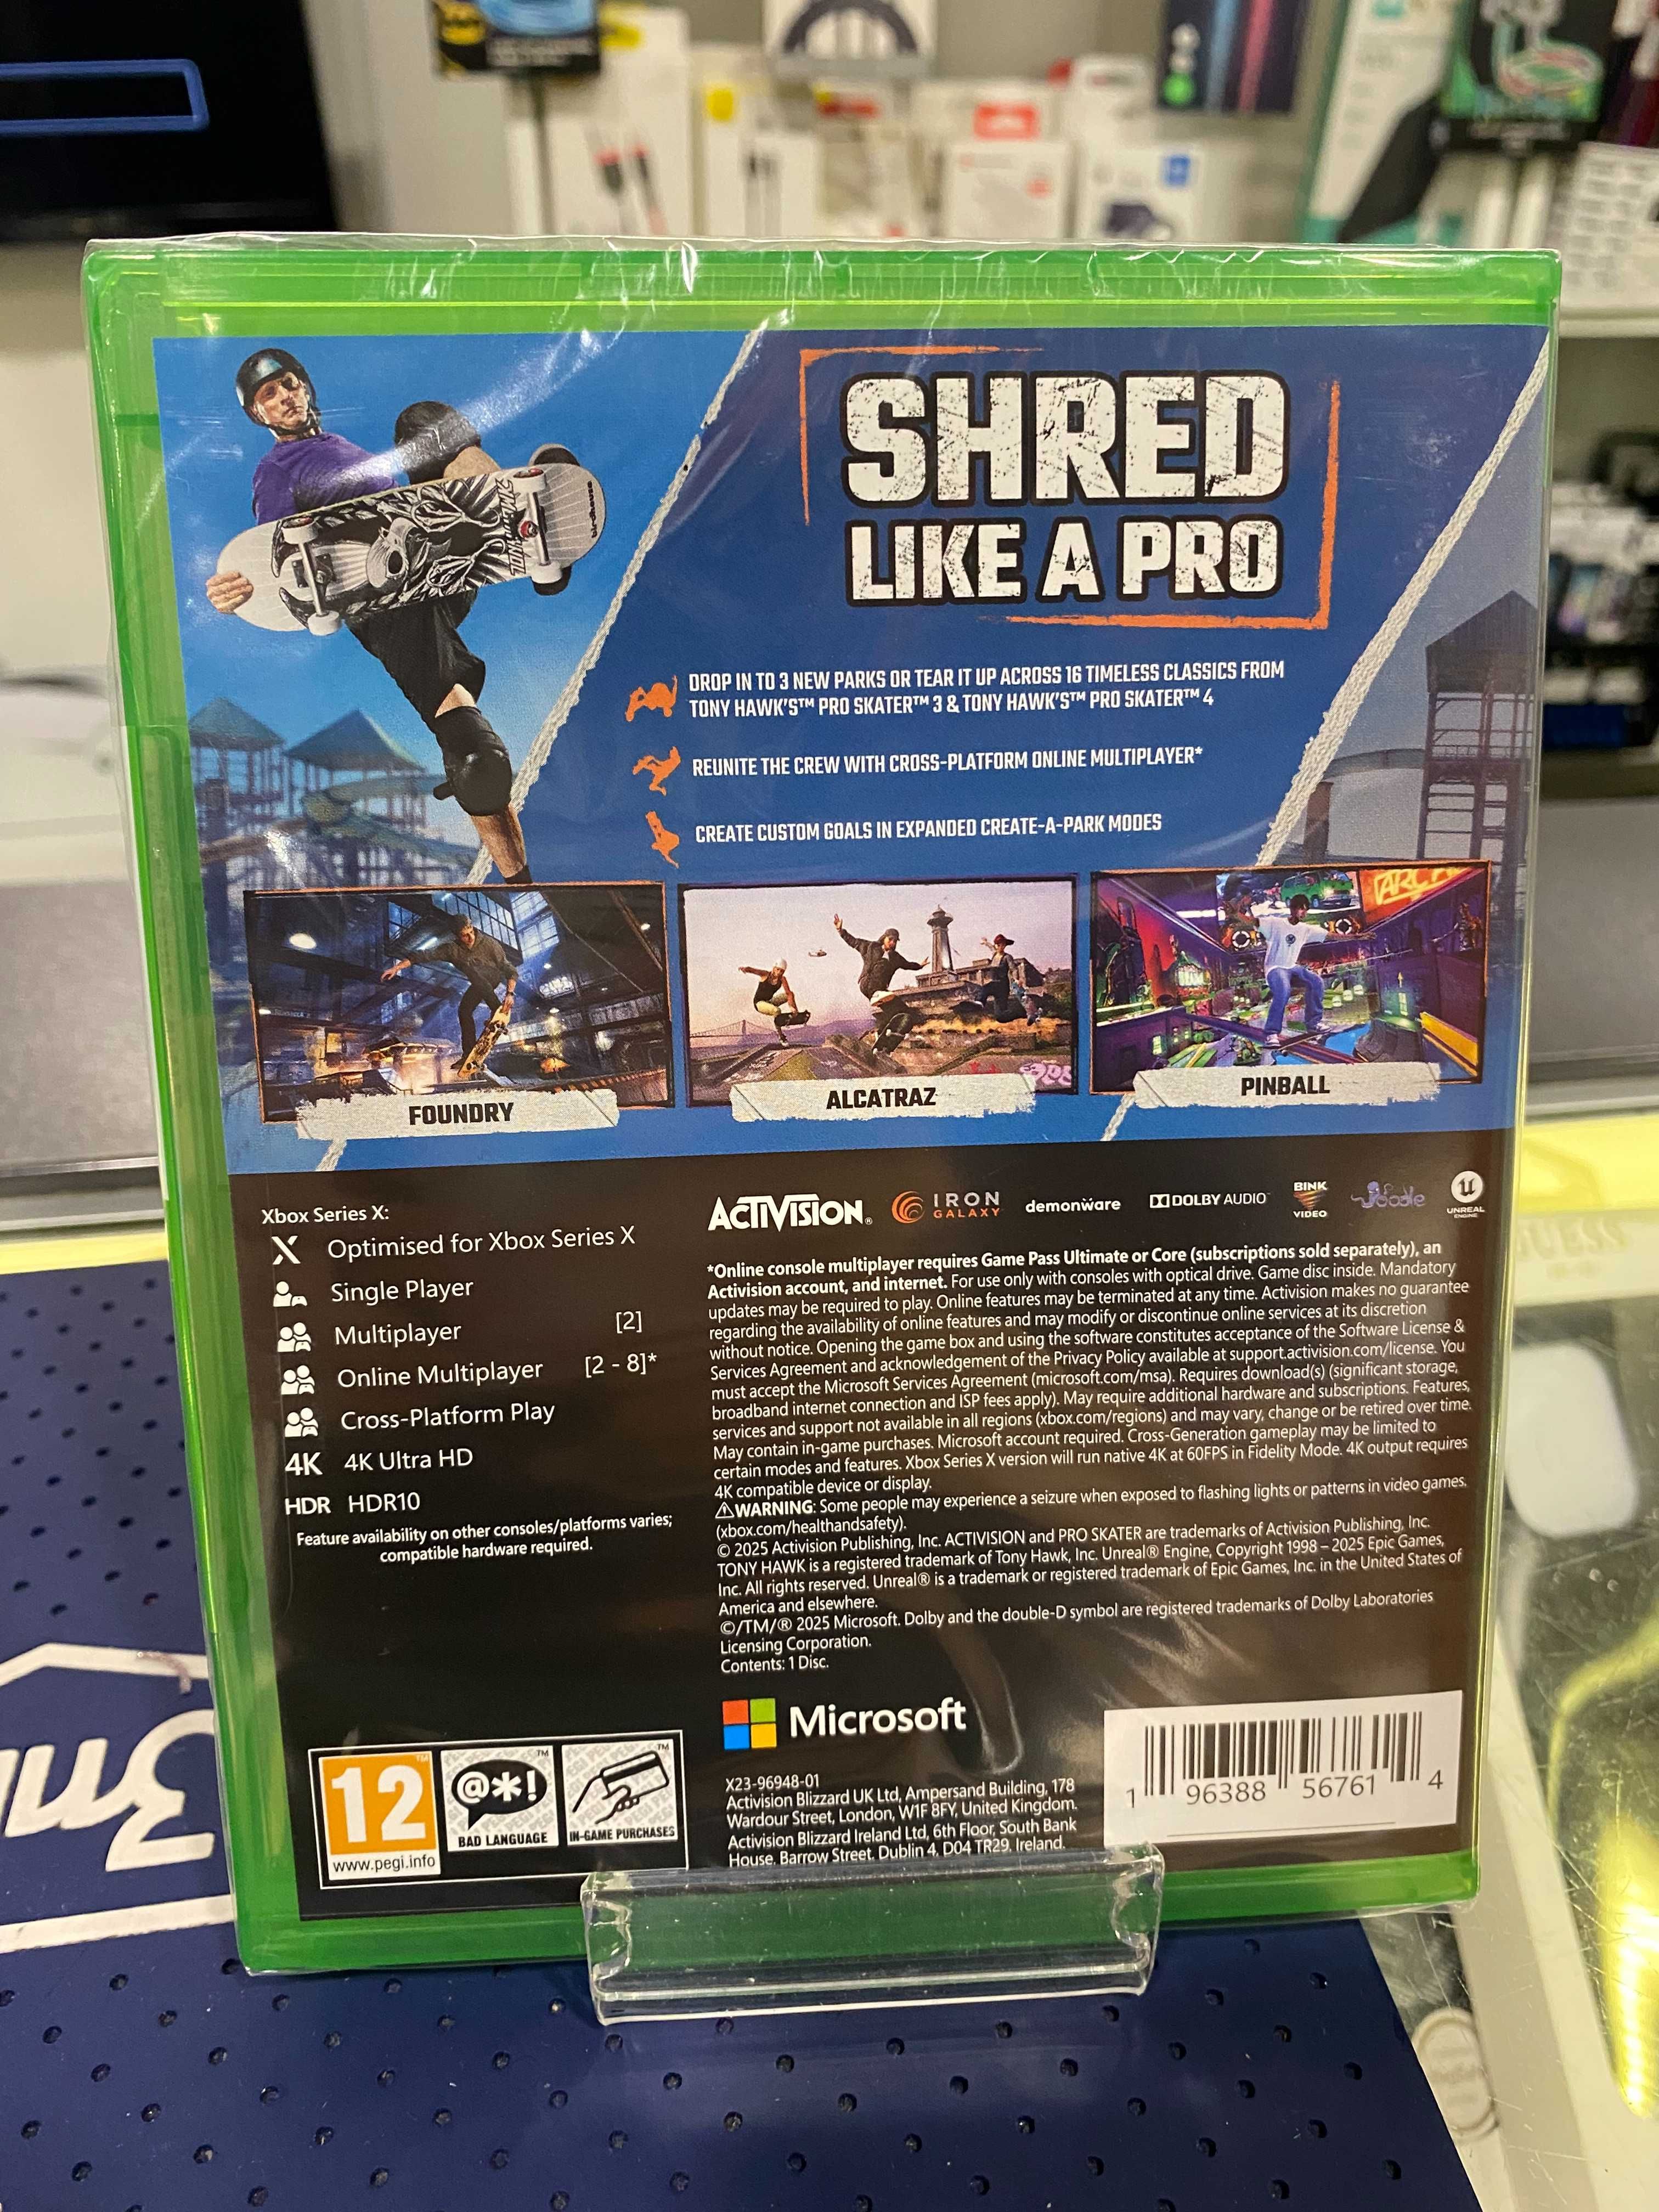 SHRED
LIKE A PRO
DROP IN TO 3 NEW PARKS OR TEAR IT UP ACROSS 16 TIMELESS CLASSICS FROM
TONY HAWK'S™ PRO SKATER™ 3 & TONY HAWK'S™ PRO SKATER™ 4
REUNITE THE CREW WITH CROSS-PLATFORM ONLINE MULTIPLAYER*
CREATE CUSTOM GOALS IN EXPANDED CREATE-A-PARK MODES
birdhouse
TONY HAWK
FOUNDRY
ALCATRAZ
PINBALL
Xbox Series X:
Optimised for Xbox Series X
Single Player
Multiplayer [2]
Online Multiplayer [2 - 8]*
Cross-Platform Play
4K 4K Ultra HD
HDR HDR10
Feature availability on other consoles/platforms varies;
compatible hardware required.
ACTIVISION®
IRON
GALAXY
demonware
DOLBY AUDIO™
BINK
VIDEO
oodle
UNREAL
ENGINE
*Online console multiplayer requires Game Pass Ultimate or Core (subscriptions sold separately), an
Activision account, and internet. For use only with consoles with optical drive. Game disc inside. Mandatory
updates may be required to play. Online features may be terminated at any time. Activision makes no guarantee
regarding the availability of online features and may modify or discontinue online services at its discretion
without notice. Opening the game box and using the software constitutes acceptance of the Software License &
Services Agreement and acknowledgement of the Privacy Policy available at support.activision.com/license. You
must accept the Microsoft Services Agreement (microsoft.com/msa). Requires download(s) (significant storage,
broadband internet connection and ISP fees apply). May require additional hardware and subscriptions. Features,
services and support not available in all regions (xbox.com/regions) and may vary, change or be retired over time.
May contain in-game purchases. Microsoft account required. Cross-Generation gameplay may be limited to
certain modes and features. Xbox Series X version will run native 4K at 60FPS in Fidelity Mode. 4K output requires
4K compatible device or display.
⚠WARNING: Some people may experience a seizure when exposed to flashing lights or patterns in video games.
(xbox.com/healthandsafety).
© 2025 Activision Publishing, Inc. ACTIVISION and PRO SKATER are trademarks of Activision Publishing, Inc.
TONY HAWK is a registered trademark of Tony Hawk, Inc. Unreal® Engine, Copyright 1998 – 2025 Epic Games,
Inc. All rights reserved. Unreal® is a trademark or registered trademark of Epic Games, Inc. in the United States of
America and elsewhere.
©/TM/® 2025 Microsoft. Dolby and the double-D symbol are registered trademarks of Dolby Laboratories
Licensing Corporation.
Contents: 1 Disc.
Microsoft
X23-96948-01
Activision Blizzard UK Ltd, Ampersand Building, 178
Wardour Street, London, W1F 8FY, United Kingdom.
Activision Blizzard Ireland Ltd, 6th Floor, South Bank
House, Barrow Street, Dublin 4, D04 TR29, Ireland.
12™
www.pegi.info
@*!™
BAD LANGUAGE
™
IN-GAME PURCHASES
1 96388 56761 4